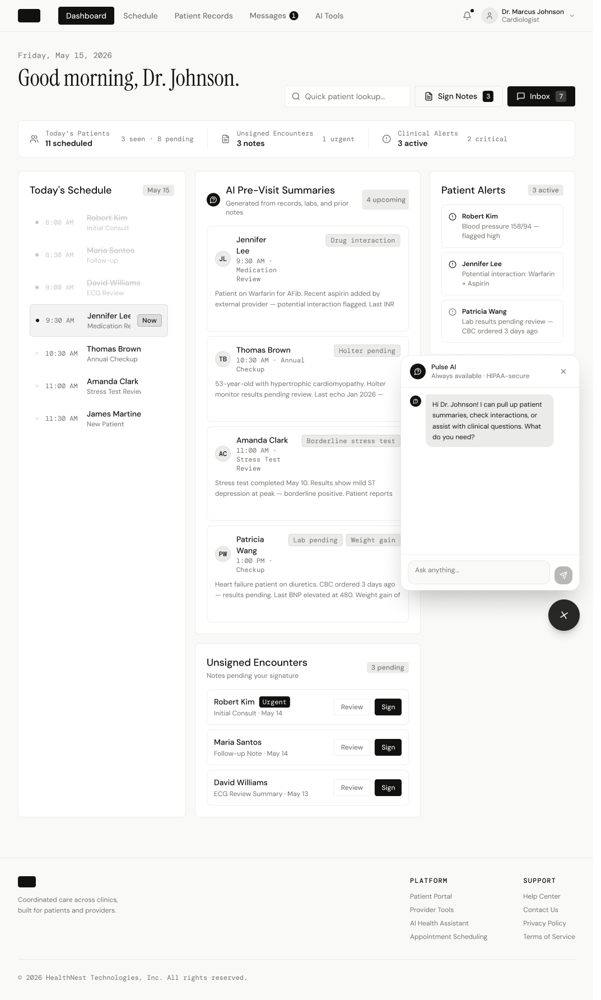 Dashboard
Schedule
Patient Records
Messages 1
AI Tools
Dr. Marcus Johnson
Cardiologist
Friday, May 15, 2026
Good morning, Dr. Johnson.
Quick patient lookup...
Sign Notes 3
Inbox 7
Today's Patients
11 scheduled
3 seen · 8 pending
Unsigned Encounters
3 notes
1 urgent
Clinical Alerts
3 active
2 critical
Today's Schedule
May 15
8:00 AM
Robert Kim
Initial Consult
8:30 AM
Maria Santos
Follow-up
9:00 AM
David Williams
ECG Review
9:30 AM
Jennifer Lee
Medication Re
Now
10:30 AM
Thomas Brown
Annual Checkup
11:00 AM
Amanda Clark
Stress Test Review
11:30 AM
James Martine
New Patient
AI Pre-Visit Summaries
Generated from records, labs, and prior
notes
4 upcoming
JL
Jennifer
Lee
9:30 AM ·
Medication
Review
Drug interaction
Patient on Warfarin for AFib. Recent aspirin added by
external provider — potential interaction flagged. Last INR
TB
Thomas Brown
10:30 AM · Annual
Checkup
Holter pending
53-year-old with hypertrophic cardiomyopathy. Holter
monitor results pending review. Last echo Jan 2026 —
AC
Amanda Clark
11:00 AM ·
Stress Test
Review
Borderline stress test
Stress test completed May 10. Results show mild ST
depression at peak — borderline positive. Patient reports
PW
Patricia
Wang
1:00 PM ·
Checkup
Lab pending
Weight gain
Heart failure patient on diuretics. CBC ordered 3 days ago
— results pending. Last BNP elevated at 480. Weight gain of
Unsigned Encounters
Notes pending your signature
3 pending
Robert Kim Urgent
Initial Consult · May 14
Review
Sign
Maria Santos
Follow-up Note · May 14
Review
Sign
David Williams
ECG Review Summary · May 13
Review
Sign
Patient Alerts
3 active
Robert Kim
Blood pressure 158/94 —
flagged high
Jennifer Lee
Potential interaction: Warfarin
+ Aspirin
Patricia Wang
Lab results pending review —
CBC ordered 3 days ago
Pulse AI
Always available · HIPAA-secure
Hi Dr. Johnson! I can pull up patient
summaries, check interactions, or
assist with clinical questions. What
do you need?
Ask anything...
Coordinated care across clinics,
built for patients and providers.
PLATFORM
Patient Portal
Provider Tools
AI Health Assistant
Appointment Scheduling
SUPPORT
Help Center
Contact Us
Privacy Policy
Terms of Service
© 2026 HealthNest Technologies, Inc. All rights reserved.